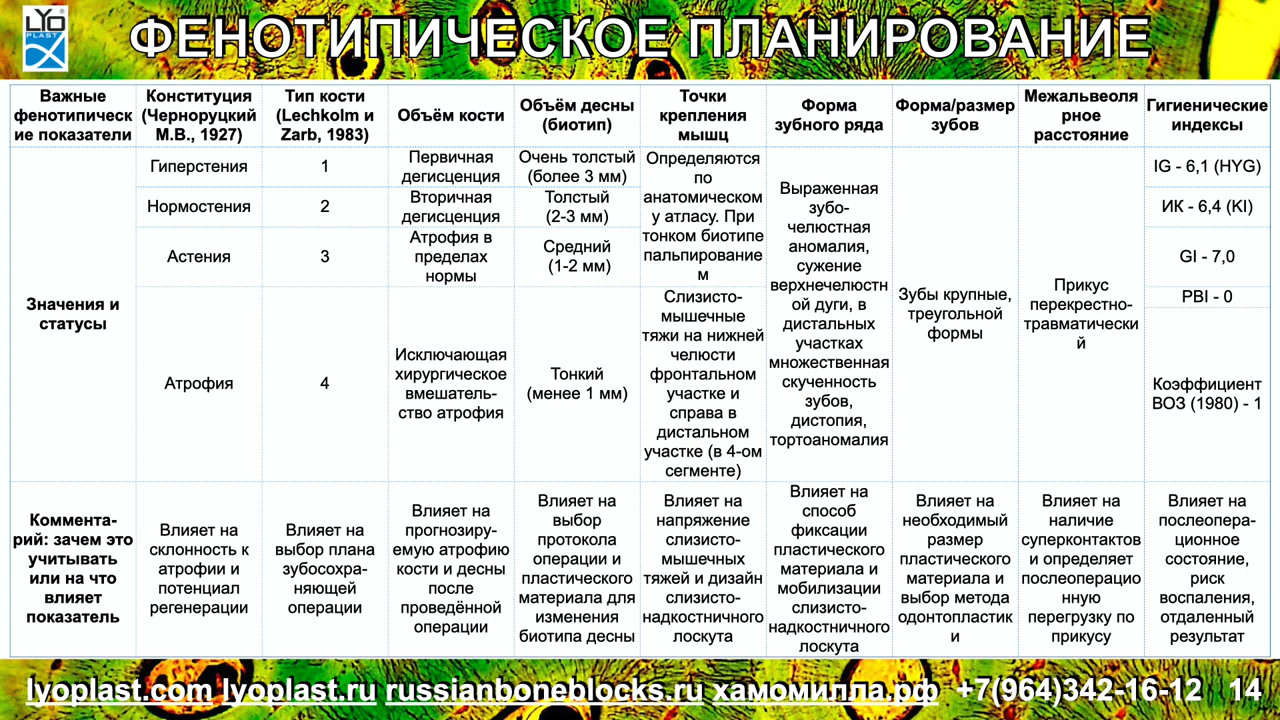 LYO
PLAST
ФЕНОТИПИЧЕСКОЕ ПЛАНИРОВАНИЕ
Важные
фенотипическ
ие показатели
Конституция
(Черноруцкий
М.В., 1927)
Тип кости
(Lechkolm и
Zarb, 1983)
Объём кости
Объём десны
(биотип)
Точки
крепления
мышц
Форма
зубного ряда
Форма/размер
зубов
Межальвеоля
рное
расстояние
Гигиенические
индексы
Значения и
статусы
Гиперстения
1
Первичная
дегисценция
Очень толстый
(более 3 мм)
Определяются
по
анатомическом
у атласу. При
тонком биотипе
пальпирование
м
Выраженная
зубо-
челюстная
аномалия,
сужение
верхнечелюстн
ой дуги, в
дистальных
участках
множественная
скученность
зубов,
дистопия,
тортоаномалия
Зубы крупные,
треугольной
формы
Прикус
перекрестно-
травматически
й
IG - 6,1 (HYG)
Нормостения
2
Вторичная
дегисценция
Толстый
(2-3 мм)
ИК - 6,4 (KI)
Астения
3
Атрофия в
пределах
нормы
Средний
(1-2 мм)
GI - 7,0
Атрофия
4
Исключающая
хирургическое
вмешатель-
ство атрофия
Тонкий
(менее 1 мм)
Слизисто-
мышечные
тяжи на нижней
челюсти
фронтальном
участке и
справа в
дистальном
участке (в 4-ом
сегменте)
PBI - 0
Коэффициент
ВОЗ (1980) - 1
Коммента-
рий: зачем это
учитывать
или на что
влияет
показатель
Влияет на
склонность к
атрофии и
потенциал
регенерации
Влияет на
выбор плана
зубосохра-
няющей
операции
Влияет на
прогнозиру-
емую атрофию
кости и десны
после
проведённой
операции
Влияет на
выбор
протокола
операции и
пластического
материала для
изменения
биотипа десны
Влияет на
напряжение
слизисто-
мышечных
тяжей и дизайн
слизисто-
надкостничного
лоскута
Влияет на
способ
фиксации
пластического
материала и
мобилизации
слизисто-
надкостничного
лоскута
Влияет на
необходимый
размер
пластического
материала и
выбор метода
одонтопластик
и
Влияет на
наличие
суперконтактов
и определяет
послеоперацио
нную
перегрузку по
прикусу
Влияет на
послеопера-
ционное
состояние,
риск
воспаления,
отдаленный
результат
lyoplast.com lyoplast.ru russianboneblocks.ru хамомилла.рф +7(964)342-16-12 14